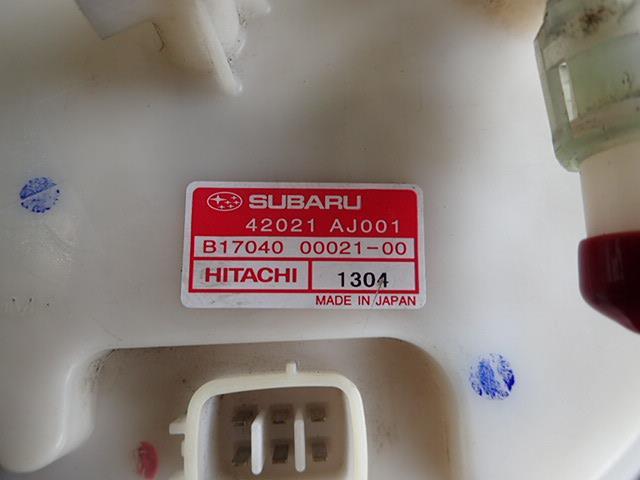 SUBARU
42021 AJ001
B17040 00021-00
HITACHI 1304
MADE IN JAPAN